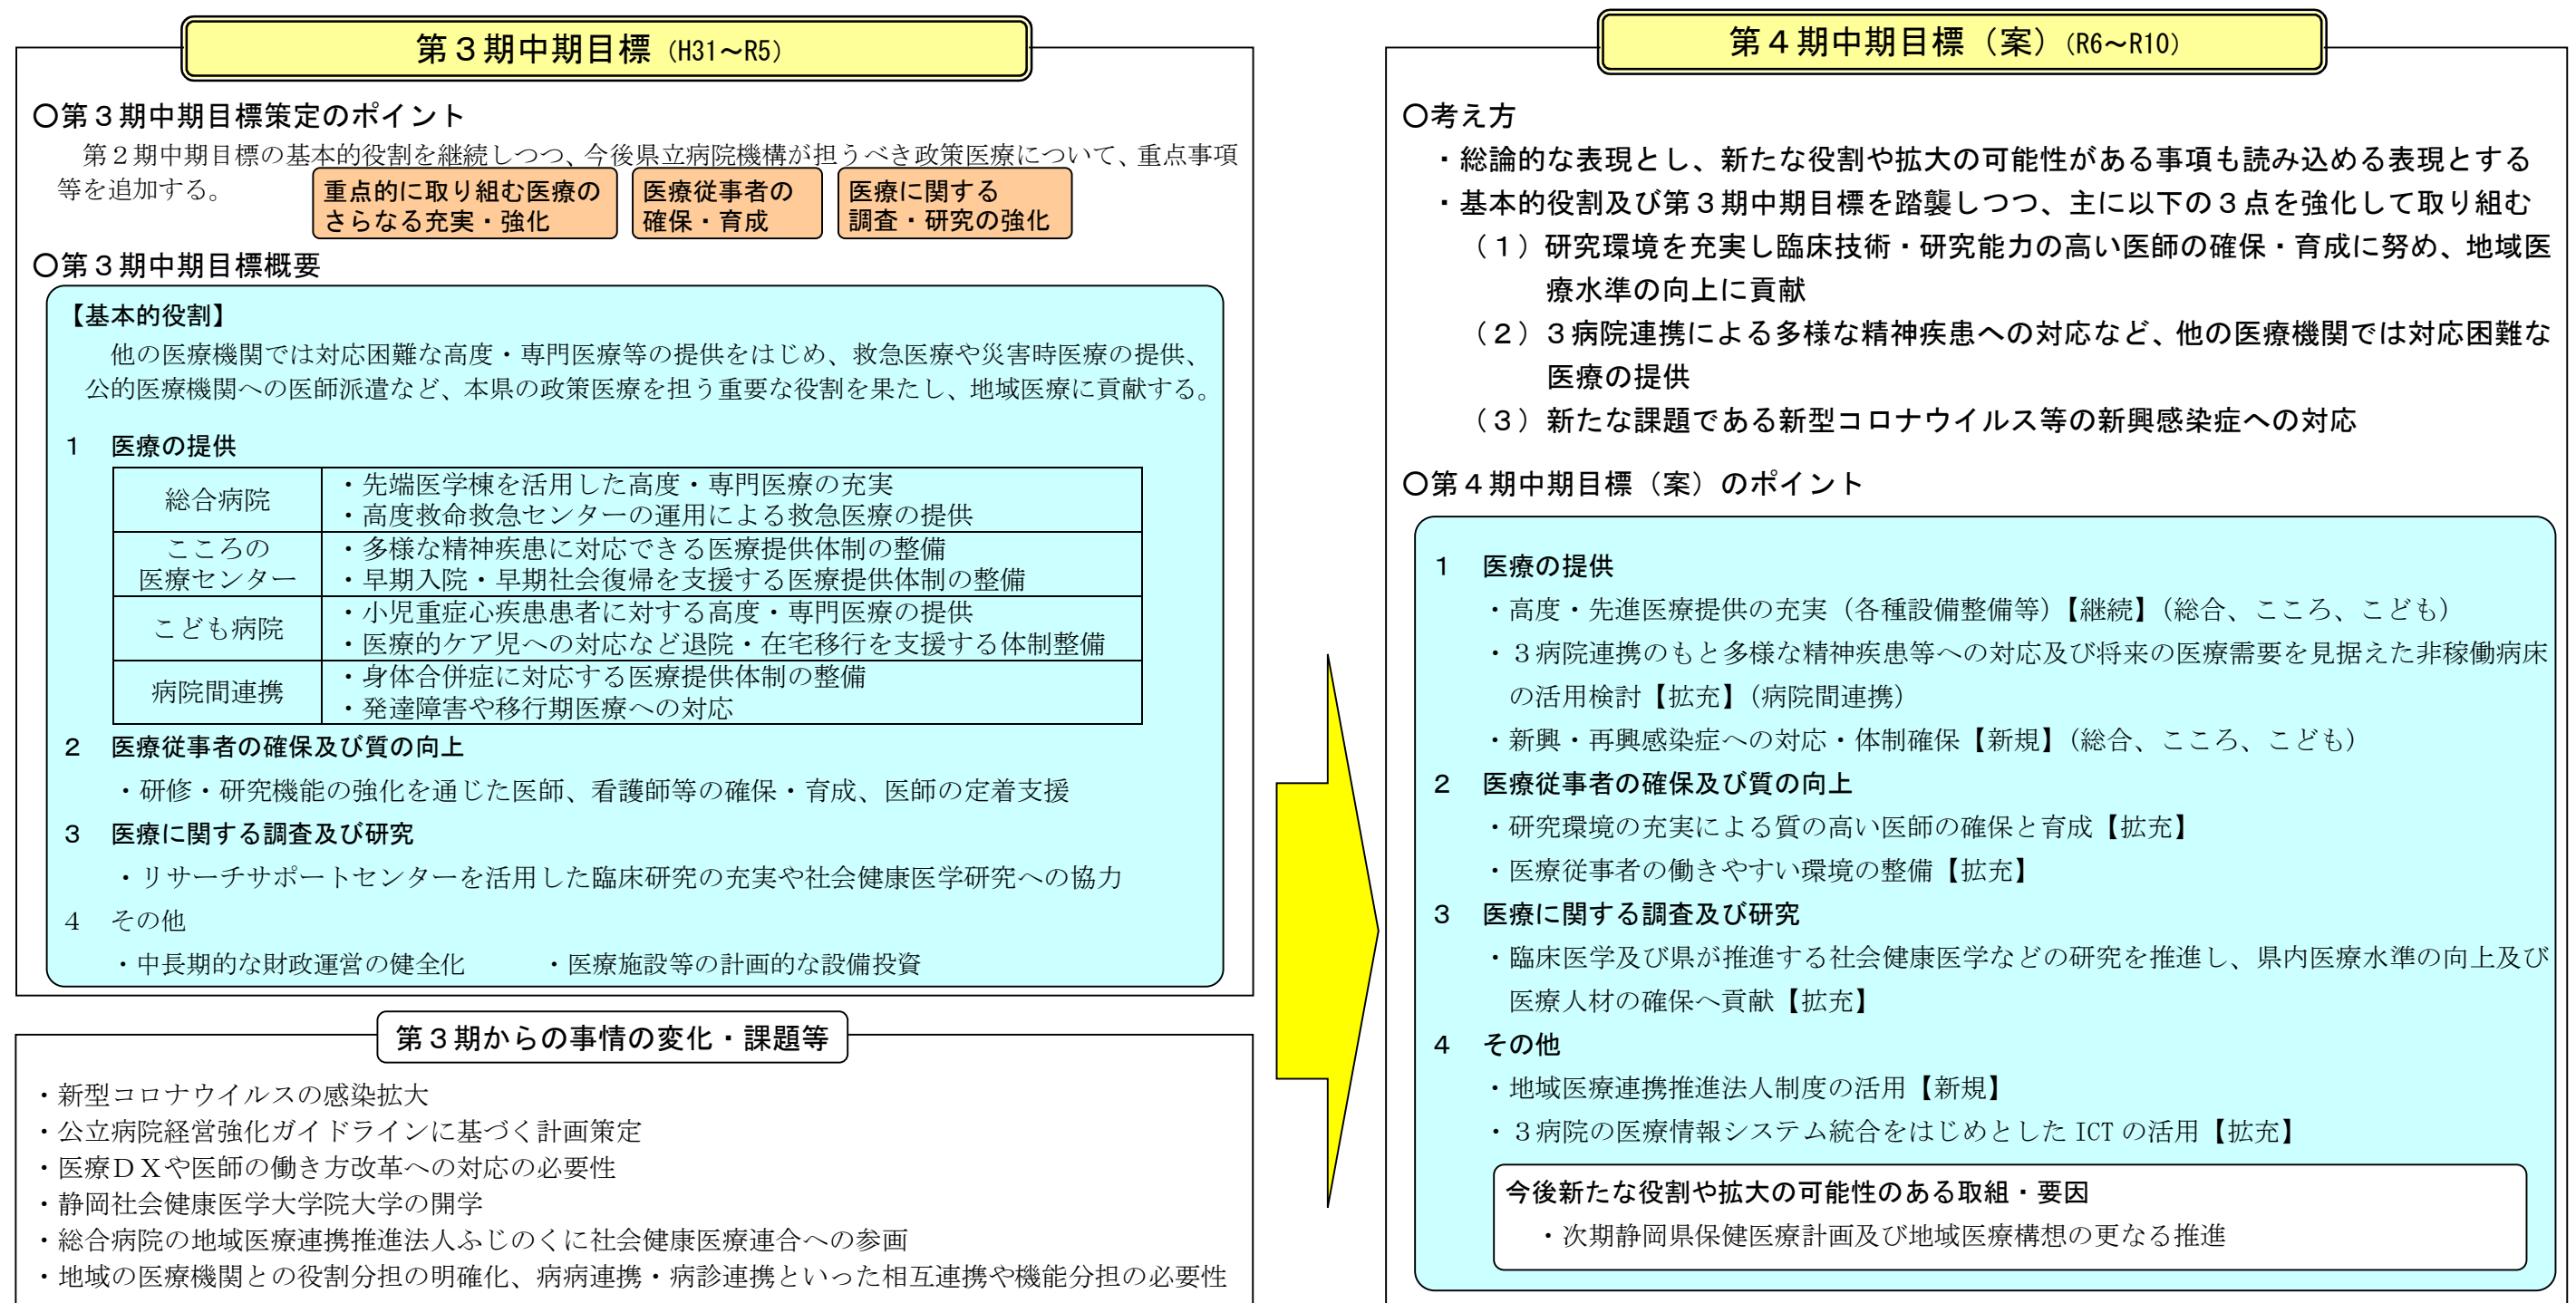 第３期中期目標（H31～R5）
〇第３期中期目標策定のポイント
第２期中期目標の基本的役割を継続しつつ、今後県立病院機構が担うべき政策医療について、重点事項
等を追加する。
重点的に取り組む医療の
さらなる充実・強化
医療従事者の
確保・育成
医療に関する
調査・研究の強化
〇第３期中期目標概要
【基本的役割】
他の医療機関では対応困難な高度・専門医療等の提供をはじめ、救急医療や災害時医療の提供、
公的医療機関への医師派遣など、本県の政策医療を担う重要な役割を果たし、地域医療に貢献する。
１　医療の提供
総合病院
・先端医学棟を活用した高度・専門医療の充実
・高度救命救急センターの運用による救急医療の提供
こころの
医療センター
・多様な精神疾患に対応できる医療提供体制の整備
・早期入院・早期社会復帰を支援する医療提供体制の整備
こども病院
・小児重症心疾患患者に対する高度・専門医療の提供
・医療的ケア児への対応など退院・在宅移行を支援する体制整備
病院間連携
・身体合併症に対応する医療提供体制の整備
・発達障害や移行期医療への対応
２　医療従事者の確保及び質の向上
・研修・研究機能の強化を通じた医師、看護師等の確保・育成、医師の定着支援
３　医療に関する調査及び研究
・リサーチサポートセンターを活用した臨床研究の充実や社会健康医学研究への協力
４　その他
・中長期的な財政運営の健全化　　・医療施設等の計画的な設備投資
第３期からの事情の変化・課題等
・新型コロナウイルスの感染拡大
・公立病院経営強化ガイドラインに基づく計画策定
・医療ＤＸや医師の働き方改革への対応の必要性
・静岡社会健康医学大学院大学の開学
・総合病院の地域医療連携推進法人ふじのくに社会健康医療連合への参画
・地域の医療機関との役割分担の明確化、病病連携・病診連携といった相互連携や機能分担の必要性
第４期中期目標（案）（R6～R10）
〇考え方
・総論的な表現とし、新たな役割や拡大の可能性がある事項も読み込める表現とする
・基本的役割及び第３期中期目標を踏襲しつつ、主に以下の３点を強化して取り組む
（１）研究環境を充実し臨床技術・研究能力の高い医師の確保・育成に努め、地域医
療水準の向上に貢献
（２）３病院連携による多様な精神疾患への対応など、他の医療機関では対応困難な
医療の提供
（３）新たな課題である新型コロナウイルス等の新興感染症への対応
〇第４期中期目標（案）のポイント
１　医療の提供
・高度・先進医療提供の充実（各種設備整備等）【継続】（総合、こころ、こども）
・３病院連携のもと多様な精神疾患等への対応及び将来の医療需要を見据えた非稼働病床
の活用検討【拡充】（病院間連携）
・新興・再興感染症への対応・体制確保【新規】（総合、こころ、こども）
２　医療従事者の確保及び質の向上
・研究環境の充実による質の高い医師の確保と育成【拡充】
・医療従事者の働きやすい環境の整備【拡充】
３　医療に関する調査及び研究
・臨床医学及び県が推進する社会健康医学などの研究を推進し、県内医療水準の向上及び
医療人材の確保へ貢献【拡充】
４　その他
・地域医療連携推進法人制度の活用【新規】
・３病院の医療情報システム統合をはじめとした ICT の活用【拡充】
今後新たな役割や拡大の可能性のある取組・要因
・次期静岡県保健医療計画及び地域医療構想の更なる推進